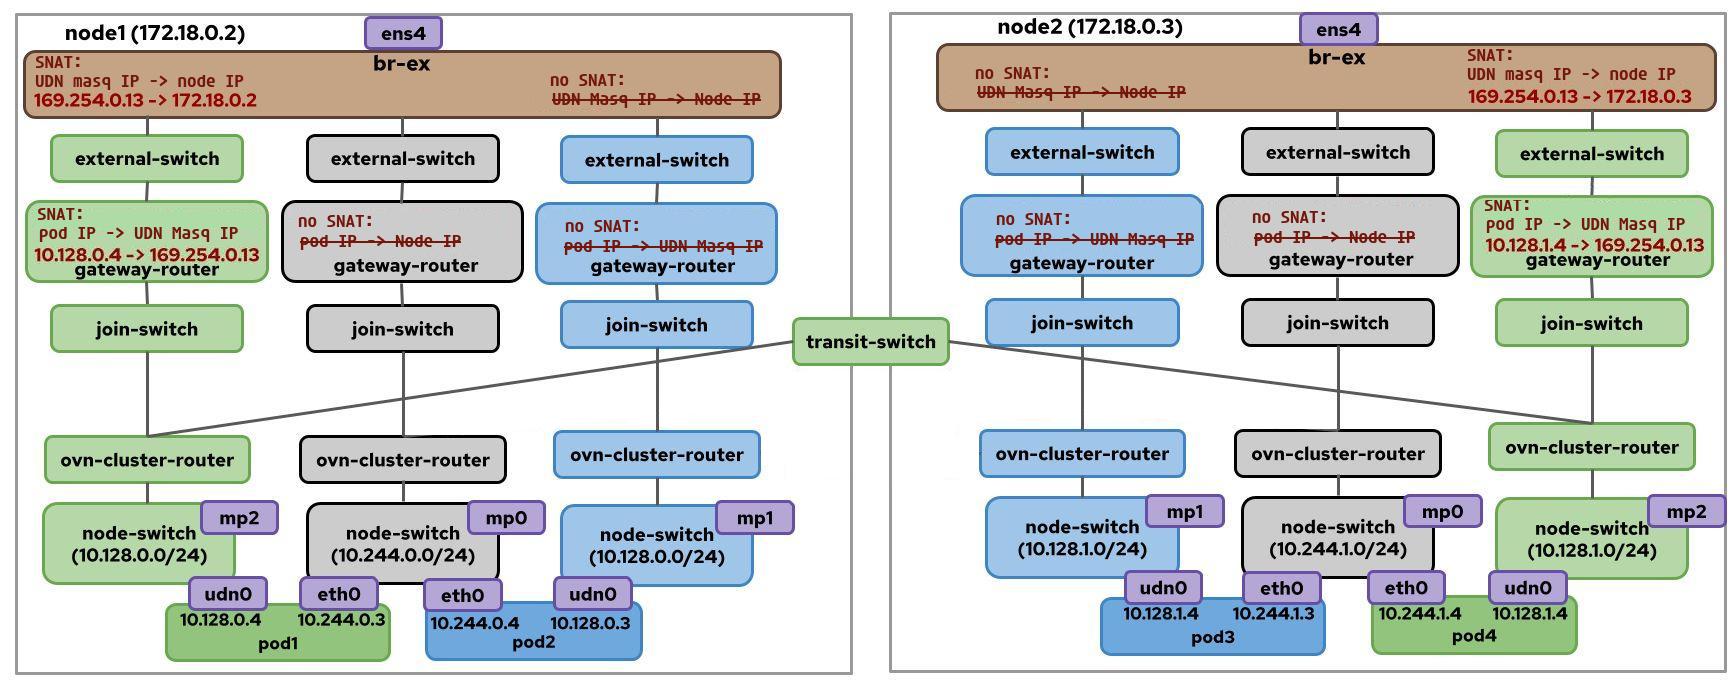 node1 (172.18.0.2)
ens4
br-ex
SNAT:
UDN masq IP -> node IP
169.254.0.13 -> 172.18.0.2
no SNAT:
UDN Masq IP -> Node IP
external-switch
external-switch
external-switch
SNAT:
pod IP -> UDN Masq IP
10.128.0.4 -> 169.254.0.13
gateway-router
no SNAT:
pod IP -> Node IP
gateway-router
no SNAT:
pod IP -> UDN Masq IP
gateway-router
join-switch
join-switch
join-switch
ovn-cluster-router
ovn-cluster-router
ovn-cluster-router
mp2
node-switch
(10.128.0.0/24)
mp0
node-switch
(10.244.0.0/24)
mp1
node-switch
(10.128.0.0/24)
udn0
eth0
10.128.0.4
10.244.0.3
pod1
eth0
udn0
10.244.0.4
10.128.0.3
pod2
transit-switch
node2 (172.18.0.3)
ens4
br-ex
no SNAT:
UDN Masq IP -> Node IP
SNAT:
UDN masq IP -> node IP
169.254.0.13 -> 172.18.0.3
external-switch
external-switch
external-switch
no SNAT:
pod IP -> UDN Masq IP
gateway-router
no SNAT:
pod IP -> Node IP
gateway-router
SNAT:
pod IP -> UDN Masq IP
10.128.1.4 -> 169.254.0.13
gateway-router
join-switch
join-switch
join-switch
ovn-cluster-router
ovn-cluster-router
ovn-cluster-router
mp1
node-switch
(10.128.1.0/24)
mp0
node-switch
(10.244.1.0/24)
mp2
node-switch
(10.128.1.0/24)
udn0
eth0
10.128.1.4
10.244.1.3
pod3
eth0
udn0
10.244.1.4
10.128.1.4
pod4